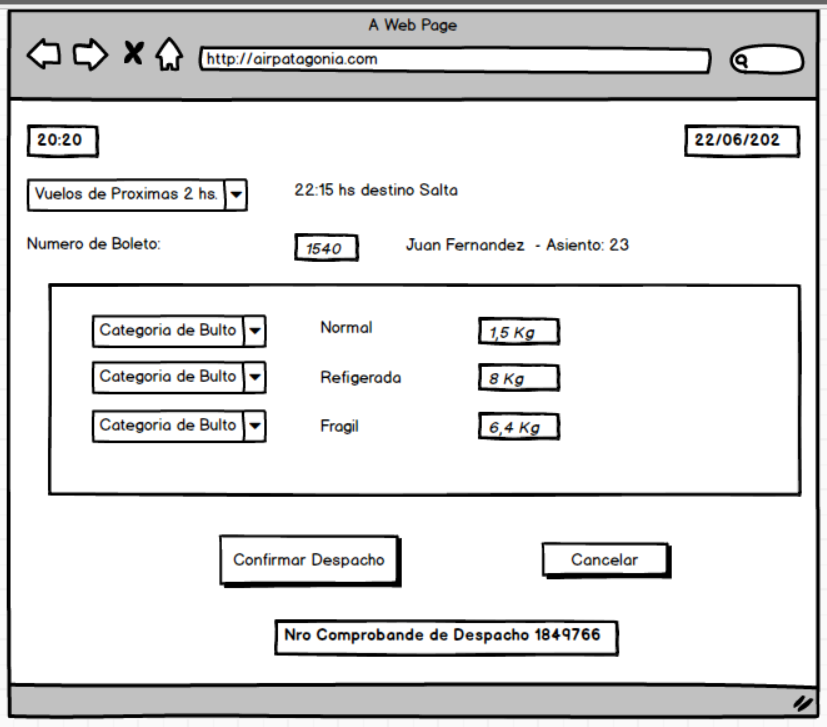 A Web Page
http://airpatagonia.com
20:20
22/06/202
Vuelos de Proximas 2 hs.
22:15 hs destino Salta
Numero de Boleto:
1540
Juan Fernandez - Asiento: 23
Categoria de Bulto
Normal
1,5 Kg
Categoria de Bulto
Refigerada
8 Kg
Categoria de Bulto
Fragil
6,4 Kg
Confirmar Despacho
Cancelar
Nro Comprobande de Despacho 1849766